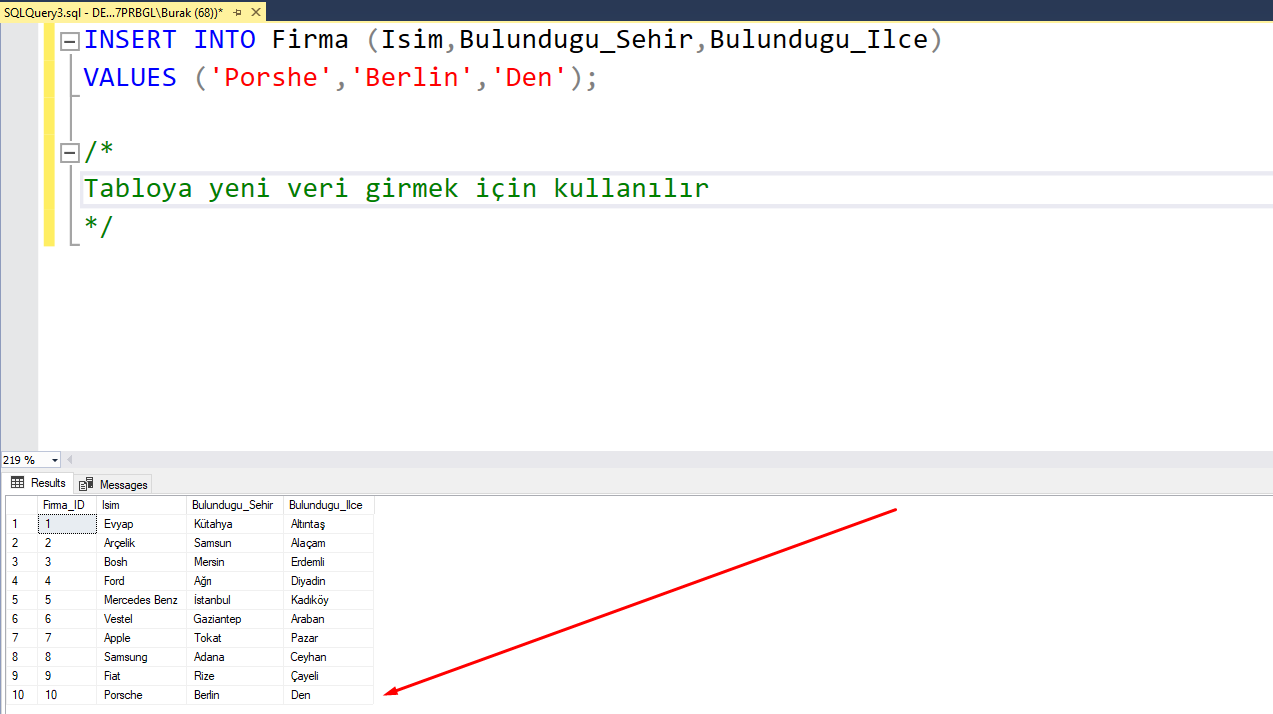 SQLQuery3.sql - DE...7PRBGL\Burak (68))*
INSERT INTO Firma (Isim,Bulundugu_Sehir,Bulundugu_Ilce)
VALUES ('Porshe','Berlin','Den');
/*
Tabloya yeni veri girmek için kullanılır
*/
219 %
Results Messages
Firma_ID Isim Bulundugu_Sehir Bulundugu_Ilce
1 1 Evyap Kütahya Altıntaş
2 2 Arçelik Samsun Alaçam
3 3 Bosh Mersin Erdemli
4 4 Ford Ağrı Diyadin
5 5 Mercedes Benz İstanbul Kadıköy
6 6 Vestel Gaziantep Araban
7 7 Apple Tokat Pazar
8 8 Samsung Adana Ceyhan
9 9 Fiat Rize Çayeli
10 10 Porsche Berlin Den